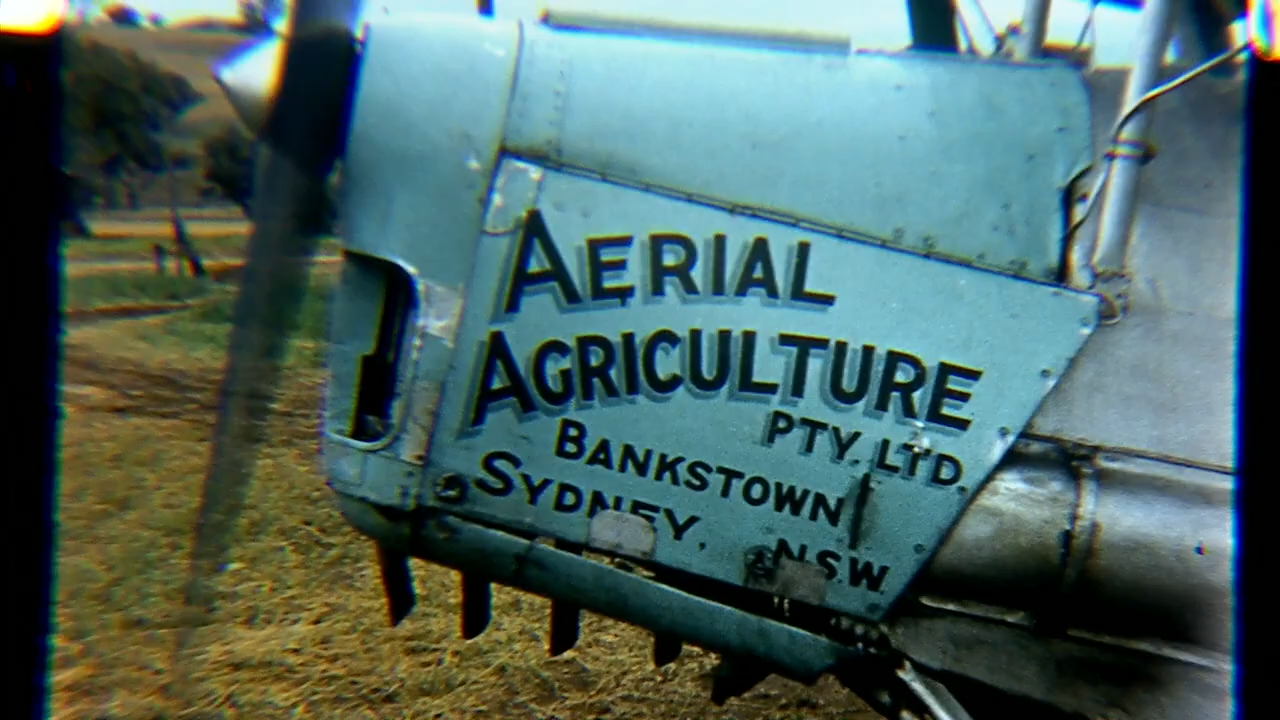 AERIAL
AGRICULTURE
PTY. LTD.
BANKSTOWN
SYDNEY. N.S.W.